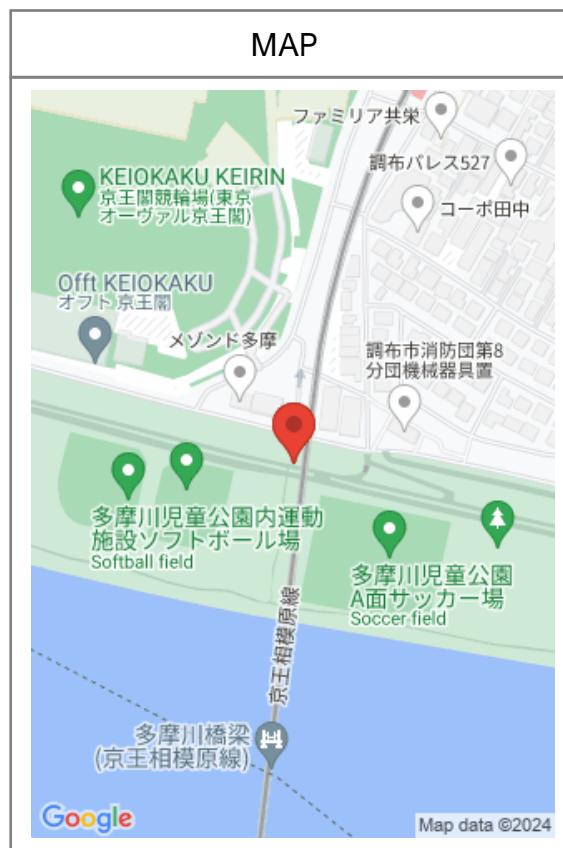 MAP
ファミリア共栄
調布パレス527
KEIOKAKU KEIRIN
京王閣競輪場(東京
オーヴァル京王閣)
コーポ田中
Offt KEIOKAKU
オフト京王閣
メゾンド多摩
調布市消防団第8
分団機械器具置
多摩川児童公園内運動
施設ソフトボール場
Softball field
多摩川児童公園
A面サッカー場
Soccer field
京王相模原線
多摩川橋梁
(京王相模原線)
Google
Map data ©2024